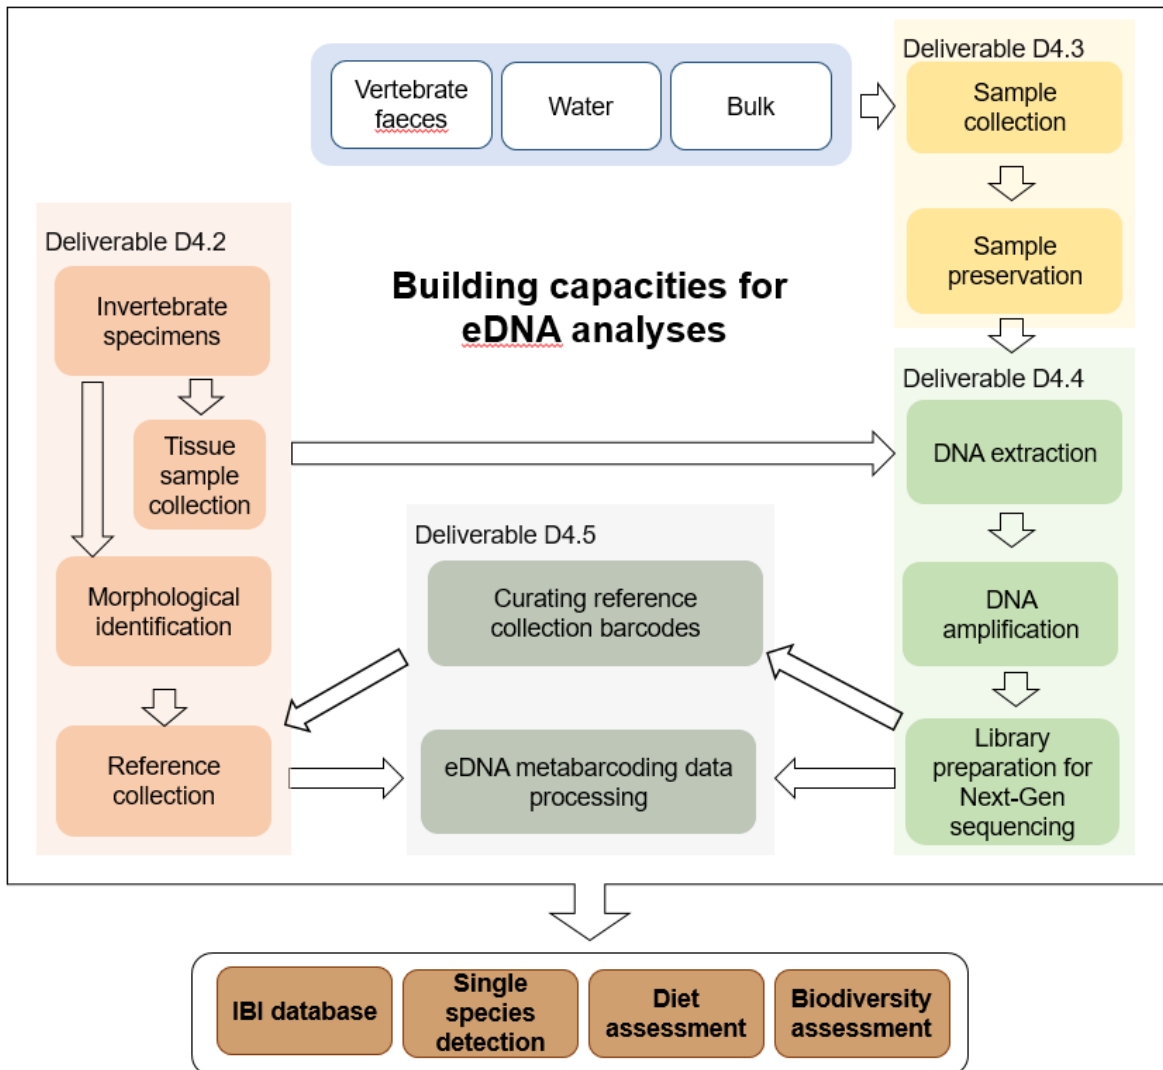 Deliverable D4.3
Vertebrate
faeces
Water
Bulk
Sample
collection
Sample
preservation
Deliverable D4.2
Invertebrate
specimens
Building capacities for
eDNA analyses
Deliverable D4.4
Tissue
sample
collection
DNA extraction
Deliverable D4.5
Morphological
identification
Curating reference
collection barcodes
DNA
amplification
Reference
collection
eDNA metabarcoding data
processing
Library
preparation for
Next-Gen
sequencing
IBI database
Single
species
detection
Diet
assessment
Biodiversity
assessment